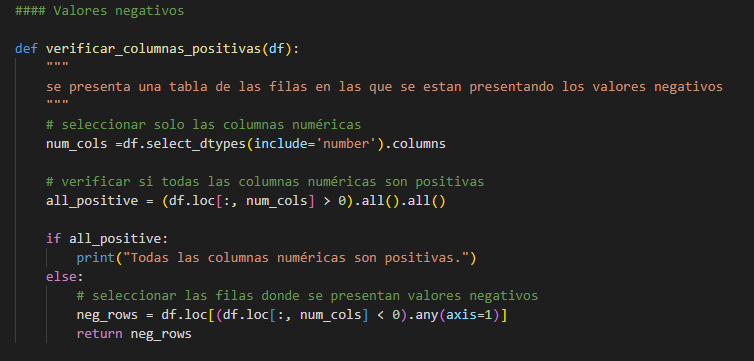 #### Valores negativos
def verificar_columnas_positivas(df):
"""
se presenta una tabla de las filas en las que se estan presentando los valores negativos
"""
# seleccionar solo las columnas numéricas
num_cols =df.select_dtypes(include='number').columns
# verificar si todas las columnas numéricas son positivas
all_positive = (df.loc[:, num_cols] > 0).all().all()
if all_positive:
print("Todas las columnas numéricas son positivas.")
else:
# seleccionar las filas donde se presentan valores negativos
neg_rows = df.loc[(df.loc[:, num_cols] < 0).any(axis=1)]
return neg_rows